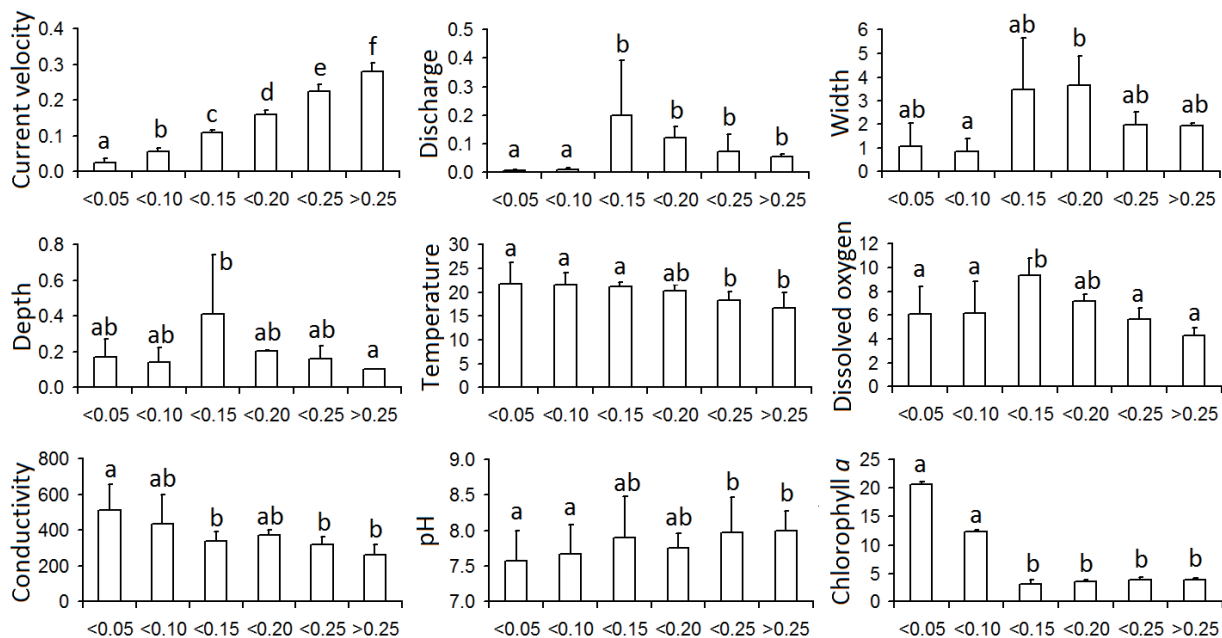 Current velocity
0.4
0.3
0.2
0.1
0.0
a b c d e f
<0.05 <0.10 <0.15 <0.20 <0.25 >0.25
Discharge
0.5
0.4
0.3
0.2
0.1
0.0
a a b b b b
<0.05 <0.10 <0.15 <0.20 <0.25 >0.25
Width
6
5
4
3
2
1
0
ab a ab b ab ab
<0.05 <0.10 <0.15 <0.20 <0.25 >0.25
Depth
0.8
0.6
0.4
0.2
0.0
ab ab b ab ab a
<0.05 <0.10 <0.15 <0.20 <0.25 >0.25
Temperature
30
25
20
15
10
5
0
a a a ab b b
<0.05 <0.10 <0.15 <0.20 <0.25 >0.25
Dissolved oxygen
12
10
8
6
4
2
0
a a b ab a a
<0.05 <0.10 <0.15 <0.20 <0.25 >0.25
Conductivity
800
600
400
200
0
a ab b ab b b
<0.05 <0.10 <0.15 <0.20 <0.25 >0.25
pH
9.0
8.5
8.0
7.5
7.0
a a ab ab b b
<0.05 <0.10 <0.15 <0.20 <0.25 >0.25
Chlorophyll a
25
20
15
10
5
0
a a b b b b
<0.05 <0.10 <0.15 <0.20 <0.25 >0.25